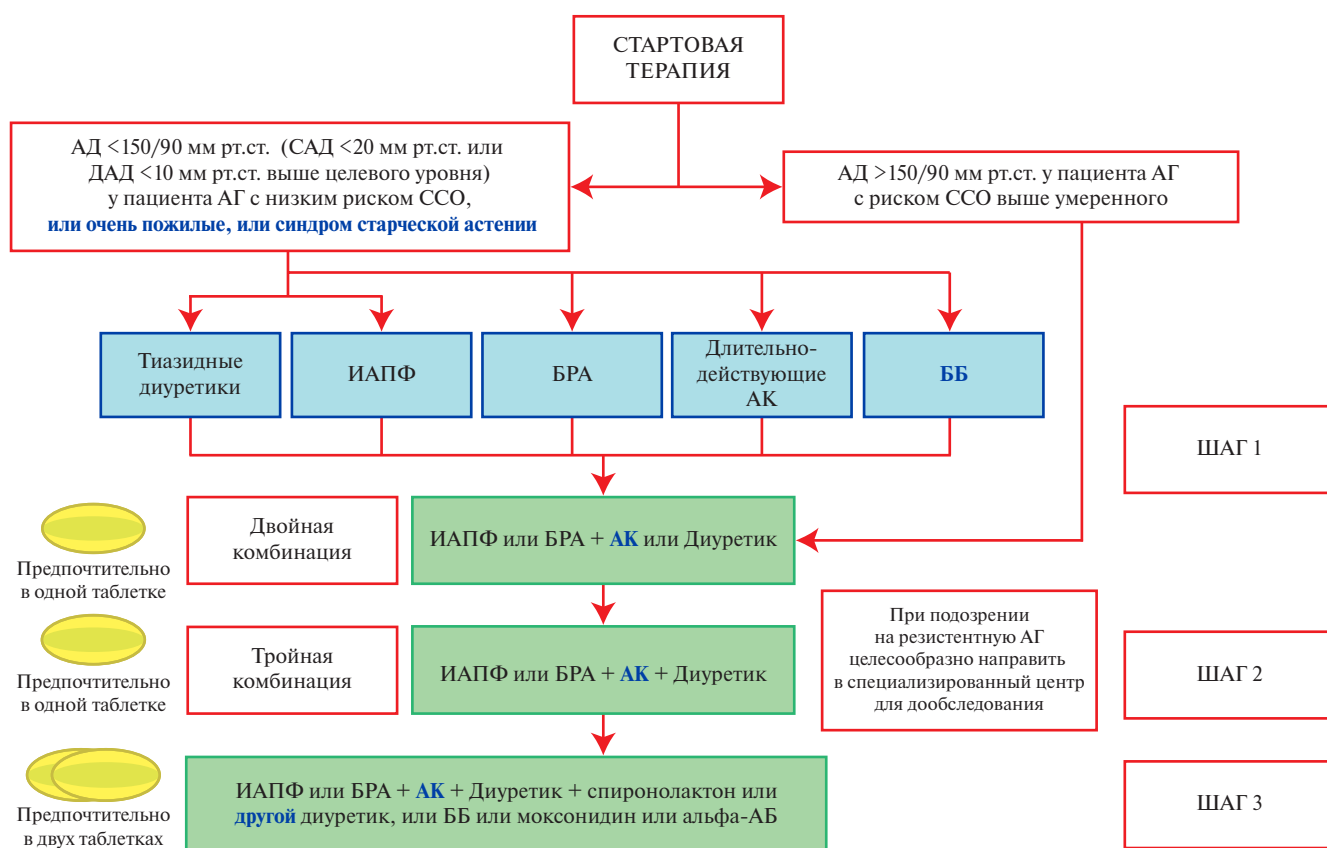 СТАРТОВАЯ
ТЕРАПИЯ
АД <150/90 мм рт.ст. (САД <20 мм рт.ст. или
ДАД <10 мм рт.ст. выше целевого уровня)
у пациента АГ с низким риском ССО,
или очень пожилые, или синдром старческой астении
АД >150/90 мм рт.ст. у пациента АГ
с риском ССО выше умеренного
Тиазидные
диуретики
ИАПФ
БРА
Длительно-
действующие
АК
ББ
ШАГ 1
Предпочтительно
в одной таблетке
Двойная
комбинация
ИАПФ или БРА + АК или Диуретик
Предпочтительно
в одной таблетке
Тройная
комбинация
ИАПФ или БРА + АК + Диуретик
При подозрении
на резистентную АГ
целесообразно направить
в специализированный центр
для дообследования
ШАГ 2
Предпочтительно
в двух таблетках
ИАПФ или БРА + АК + Диуретик + спиронолактон или
другой диуретик, или ББ или моксонидин или альфа-АБ
ШАГ 3